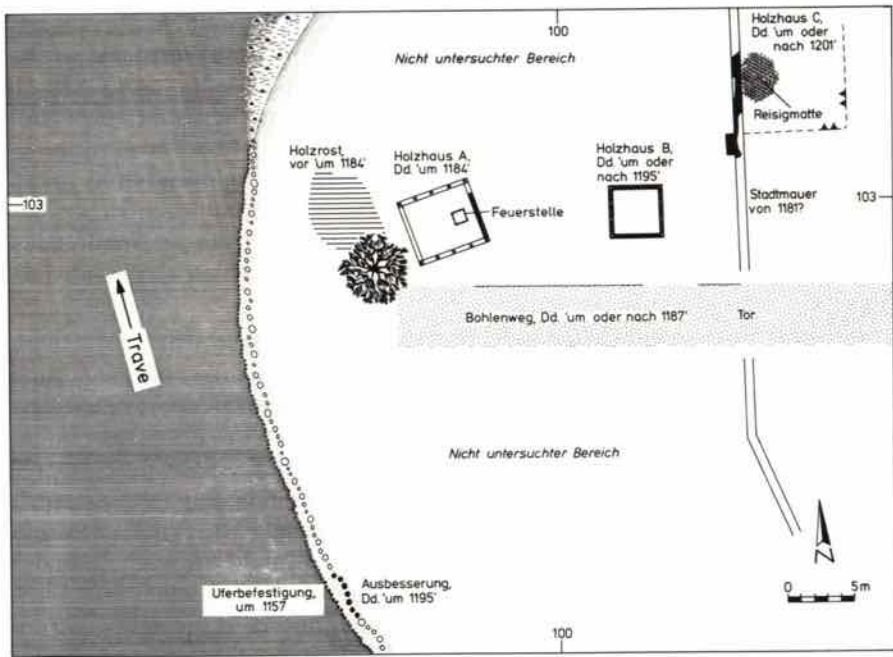 100
Holzhaus C,
Dd. 'um oder
nach 1201'
Nicht untersuchter Bereich
Reisigmatte
Holzrost,
vor 'um 1184'
Holzhaus A,
Dd. 'um 1184'
Holzhaus B,
Dd. 'um oder
nach 1195'
103
Feuerstelle
Stadtmauer
von 1181?
103
Trave
Bohlenweg, Dd. 'um oder nach 1187'
Tor
Nicht untersuchter Bereich
N
Uferbefestigung,
um 1157
Ausbesserung,
Dd. 'um 1195'
0 5m
100